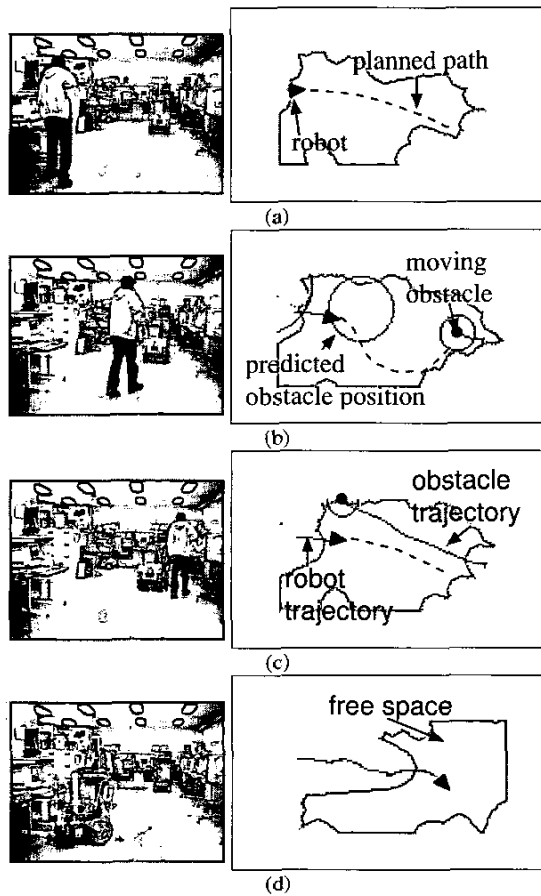 planned path
robot
(a)
moving
obstacle
predicted
obstacle position
(b)
obstacle
trajectory
robot
trajectory
(c)
free space
(d)